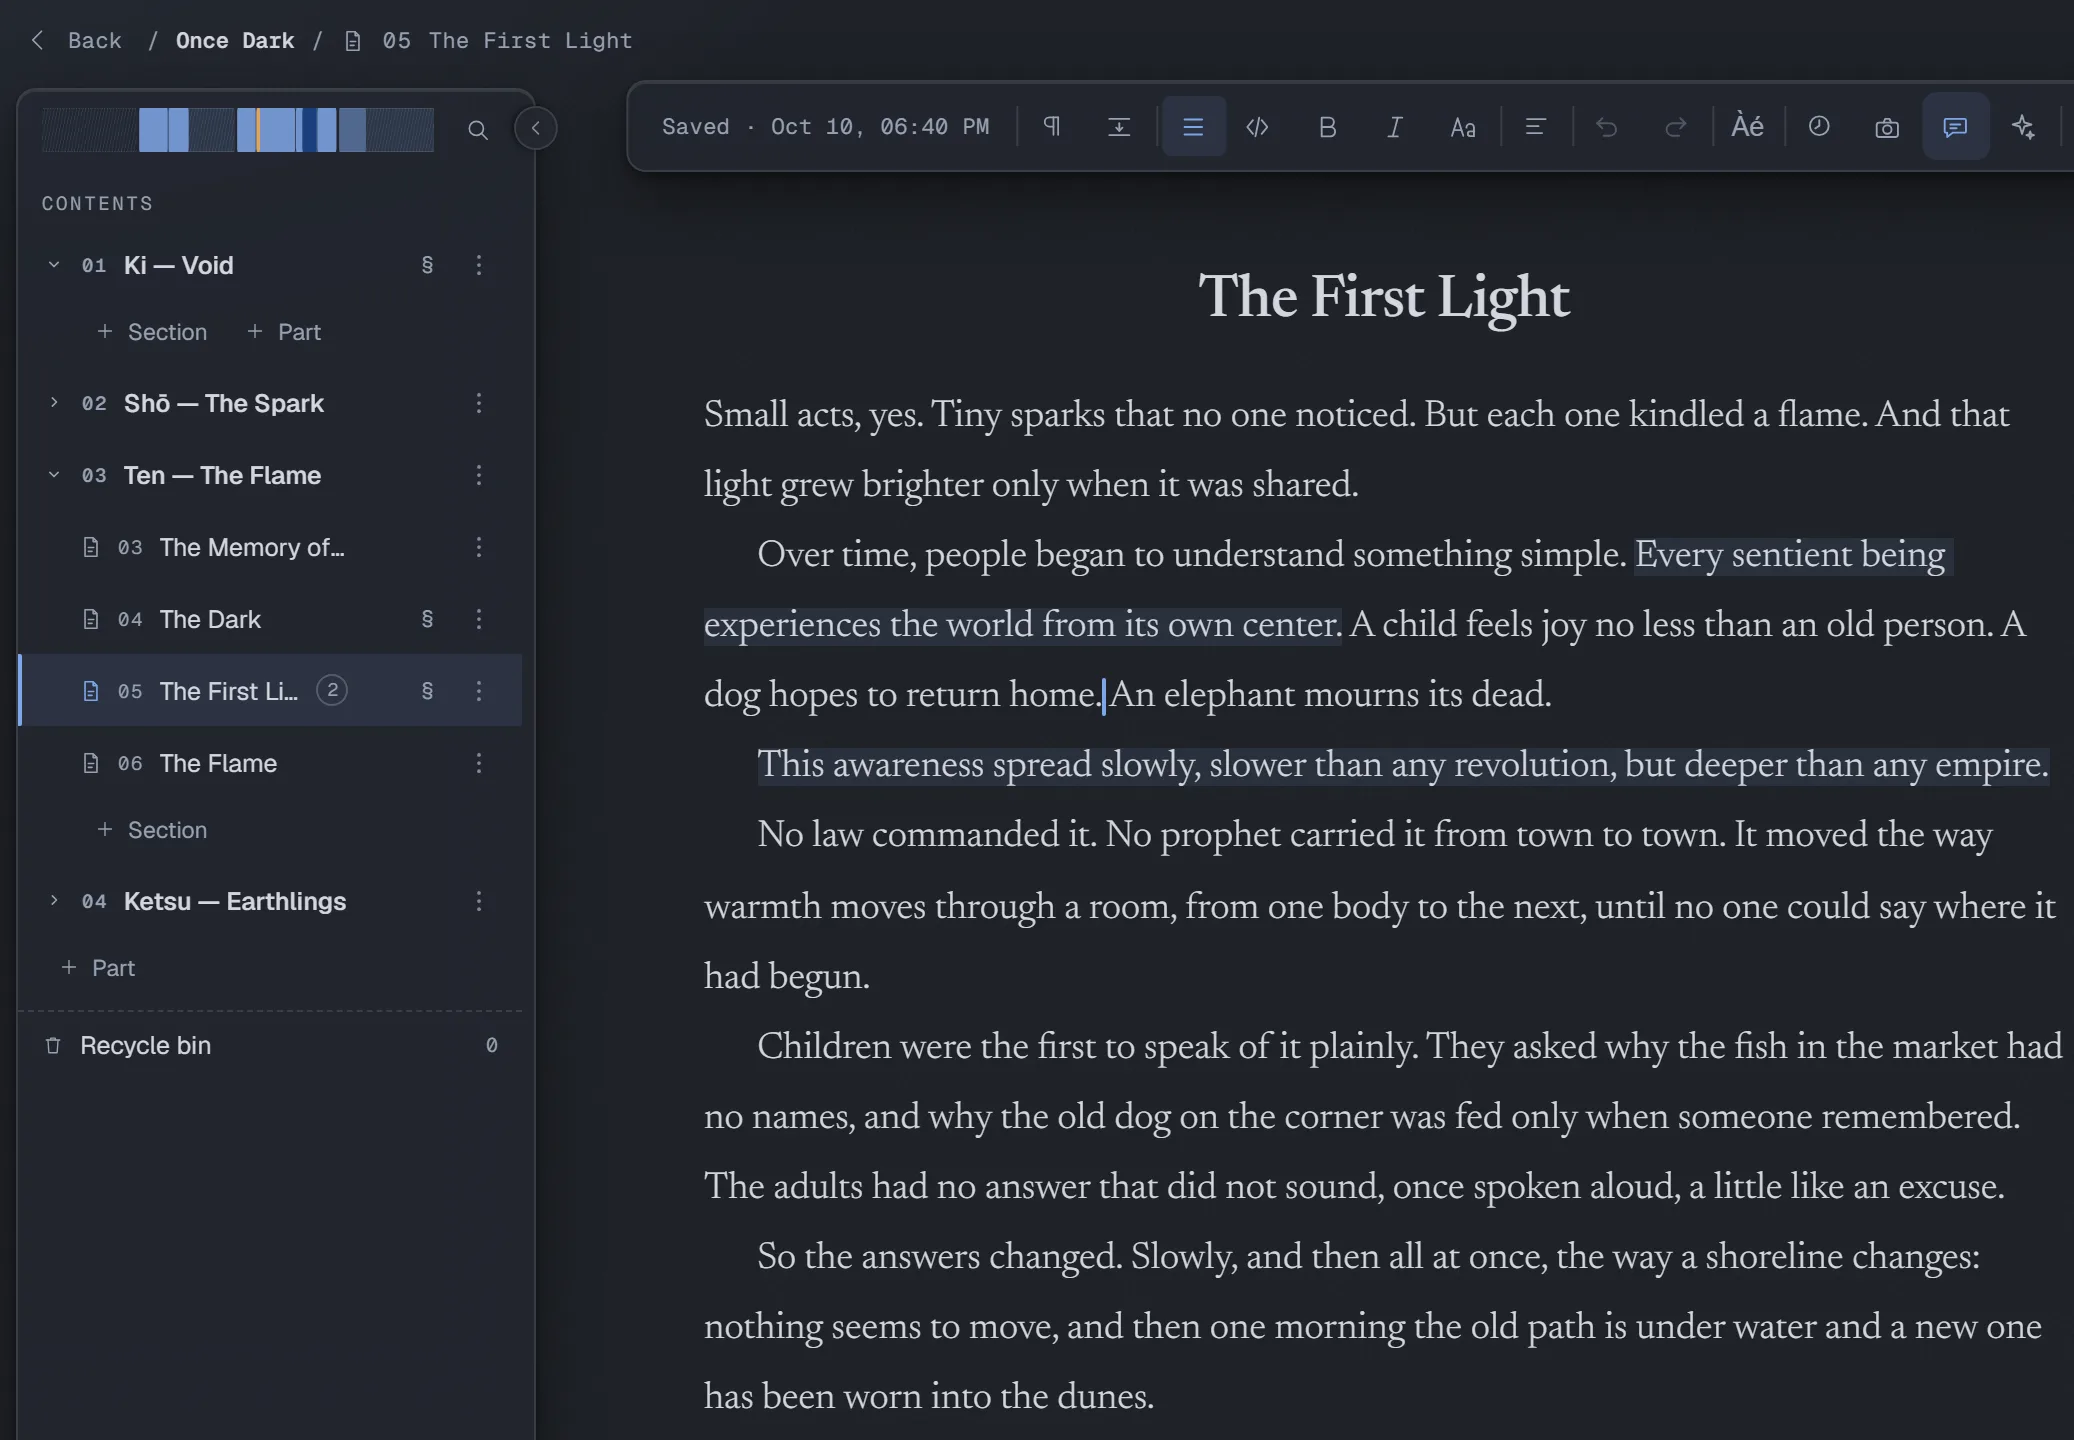 Back / Once Dark / 05 The First Light
Saved · Oct 10, 06:40 PM
¶ B I Aa Àé
CONTENTS
01 Ki — Void §
+ Section + Part
02 Shō — The Spark
03 Ten — The Flame
03 The Memory of…
04 The Dark §
05 The First Li… 2 §
06 The Flame
+ Section
04 Ketsu — Earthlings
+ Part
Recycle bin 0
The First Light
Small acts, yes. Tiny sparks that no one noticed. But each one kindled a flame. And that
light grew brighter only when it was shared.
Over time, people began to understand something simple. Every sentient being
experiences the world from its own center. A child feels joy no less than an old person. A
dog hopes to return home. An elephant mourns its dead.
This awareness spread slowly, slower than any revolution, but deeper than any empire.
No law commanded it. No prophet carried it from town to town. It moved the way
warmth moves through a room, from one body to the next, until no one could say where it
had begun.
Children were the first to speak of it plainly. They asked why the fish in the market had
no names, and why the old dog on the corner was fed only when someone remembered.
The adults had no answer that did not sound, once spoken aloud, a little like an excuse.
So the answers changed. Slowly, and then all at once, the way a shoreline changes:
nothing seems to move, and then one morning the old path is under water and a new one
has been worn into the dunes.